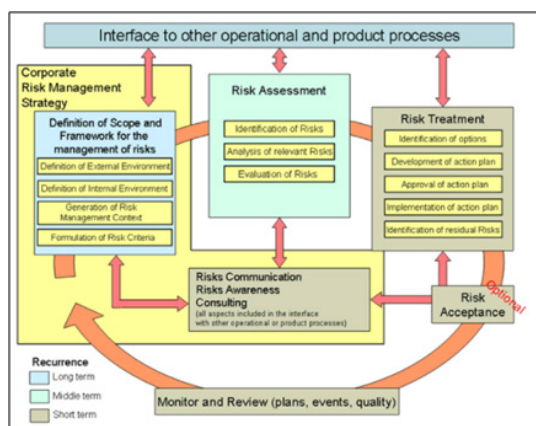 Interface to other operational and product processes
Corporate
Risk Management
Strategy
Definition of Scope and
Framework for the
management of risks
Definition of External Environment
Definition of Internal Environment
Generation of Risk
Management Context
Formulation of Risk Criteria
Risk Assessment
Identification of Risks
Analysis of relevant Risks
Evaluation of Risks
Risk Treatment
Identification of options
Development of action plan
Approval of action plan
Implementation of action plan
Identification of residual Risks
Risks Communication
Risks Awareness
Consulting
(all aspects included in the interface
with other operational or product processes)
Optional
Risk
Acceptance
Recurrence
Long term
Middle term
Short term
Monitor and Review (plans, events, quality)